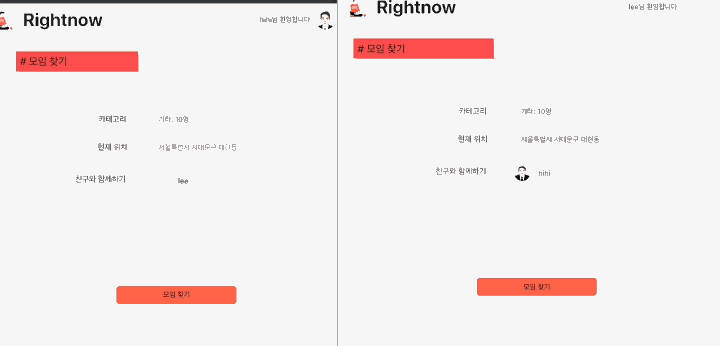 Rightnow
님 환영합니다
# 모임 찾기
카테고리
기타: 10명
현재 위치
서울특별시 서대문구 대현동
친구와 함께하기
lee
모임 찾기
Rightnow
lee님 환영합니다
# 모임 찾기
카테고리
기타: 10명
현재 위치
서울특별시 서대문구 대현동
친구와 함께하기
hihi
모임 찾기